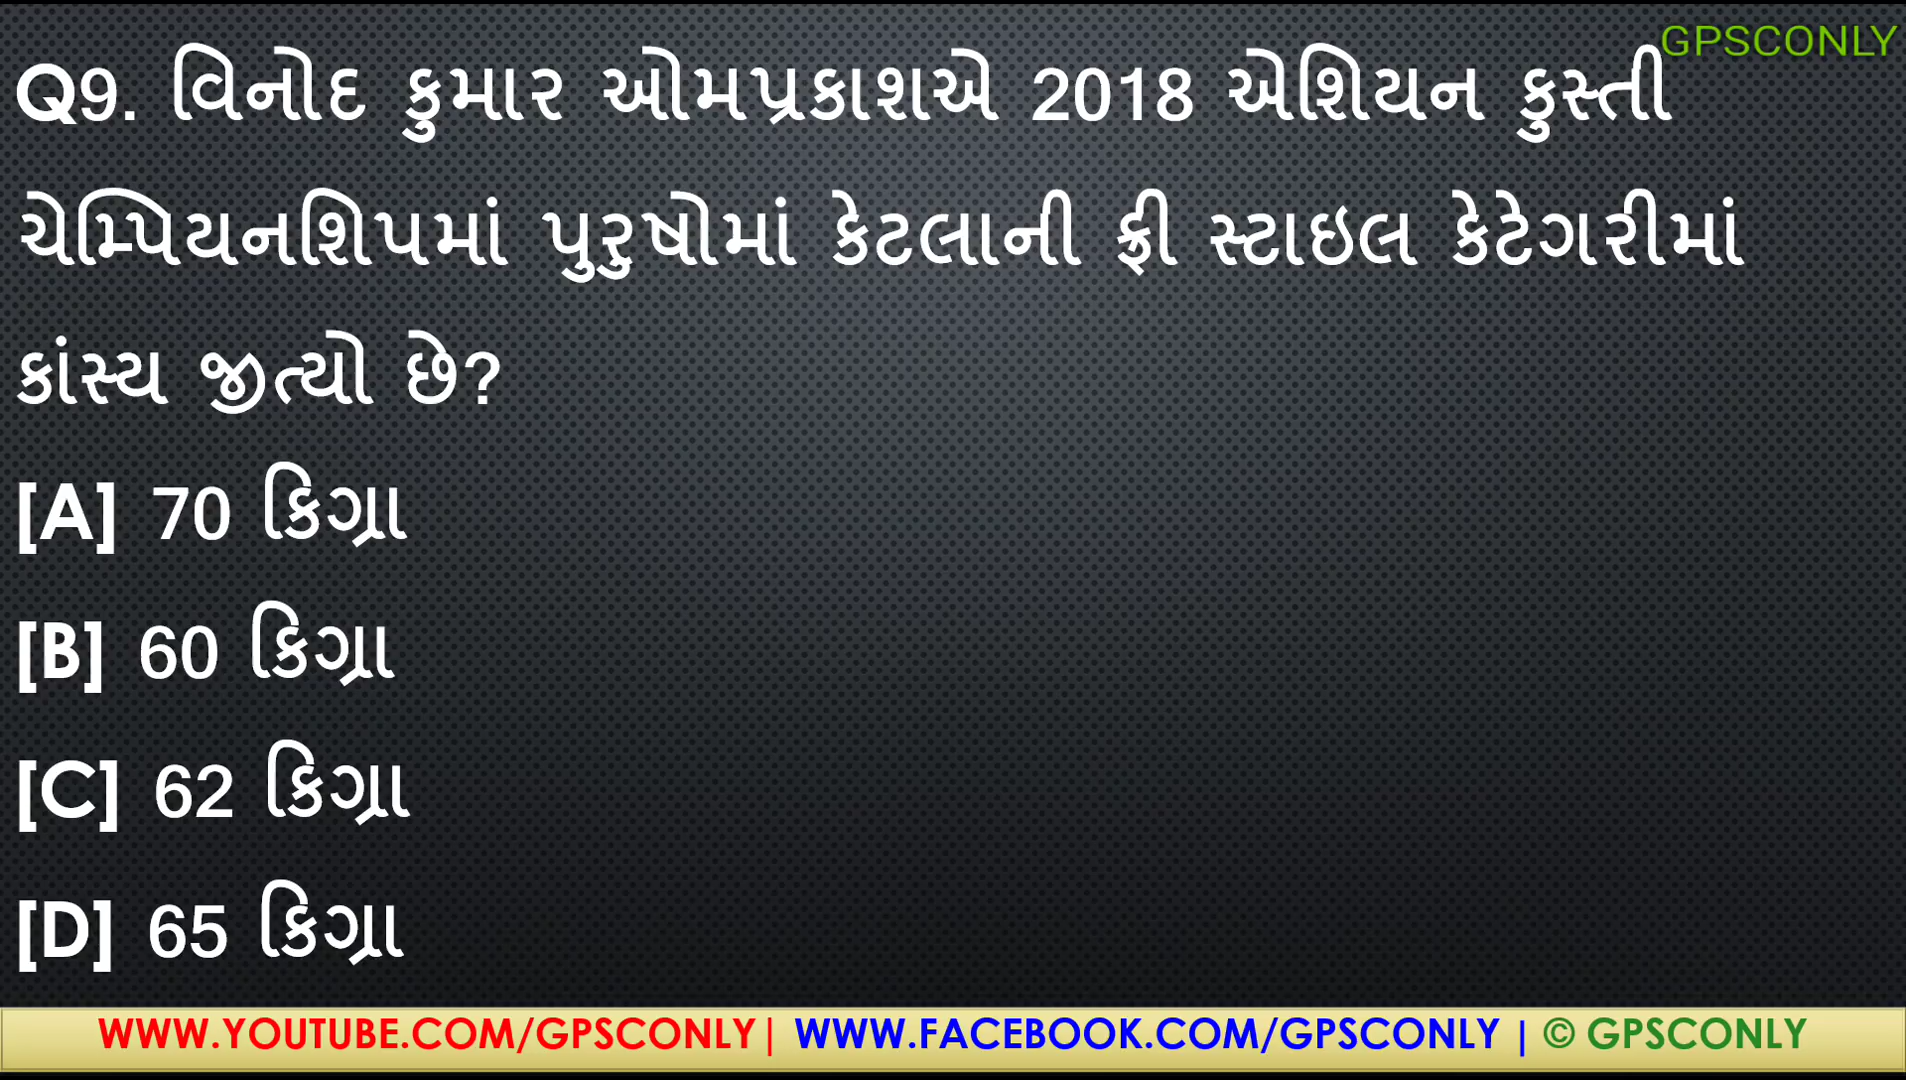 GPSCONLY
Q9. વિનોદ કુમાર ઓમપ્રકાશએ 2018 એશિયન કુસ્તી
ચેમ્પિયનશિપમાં પુરુષોમાં કેટલાની ફ્રી સ્ટાઇલ કેટેગરીમાં
કાંસ્ય જીત્યો છે?
[A] 70 કિગ્રા
[B] 60 કિગ્રા
[C] 62 કિગ્રા
[D] 65 કિગ્રા
WWW.YOUTUBE.COM/GPSCONLY| WWW.FACEBOOK.COM/GPSCONLY | © GPSCONLY